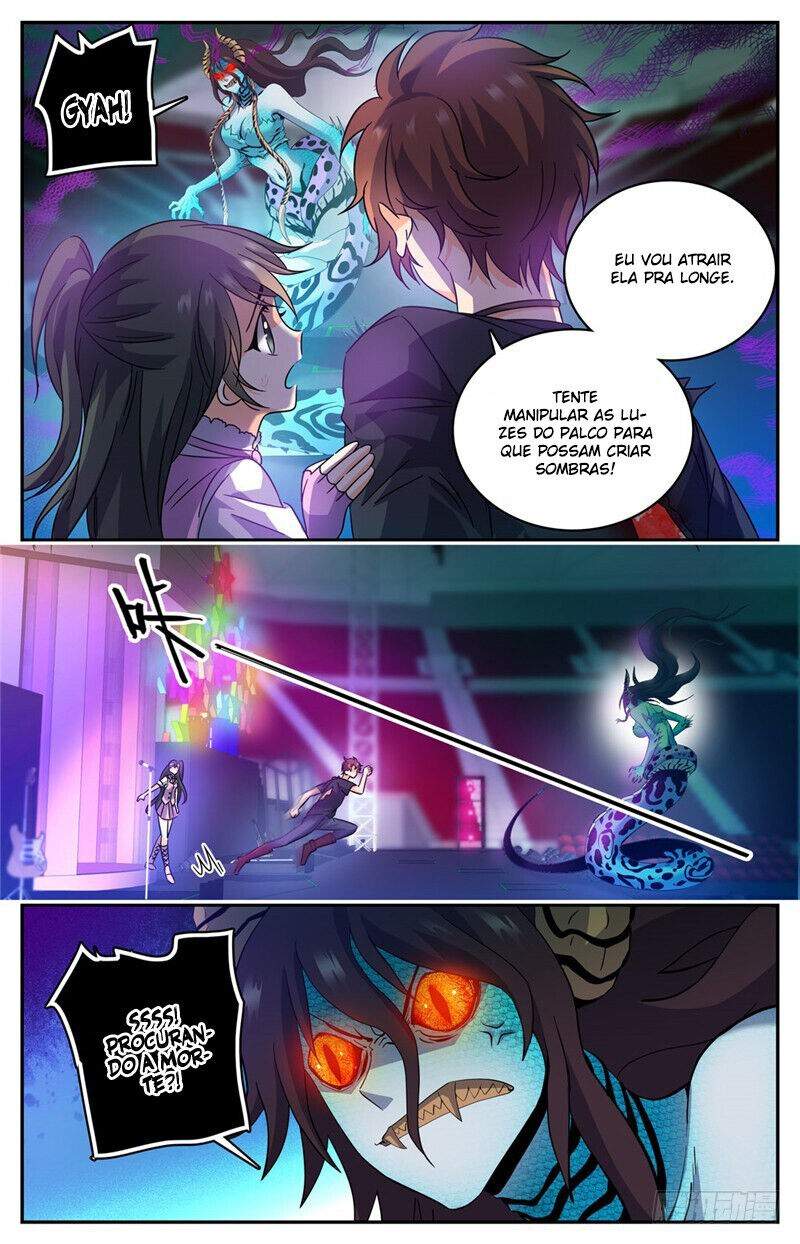 GYAH!
EU VOU ATRAIR
ELA PRA LONGE.
TENTE
MANIPULAR AS LU-
ZES DO PALCO PARA
QUE POSSAM CRIAR
SOMBRAS!
咔
SSSS!
PROCURAN-
DO A MOR-
TE?!